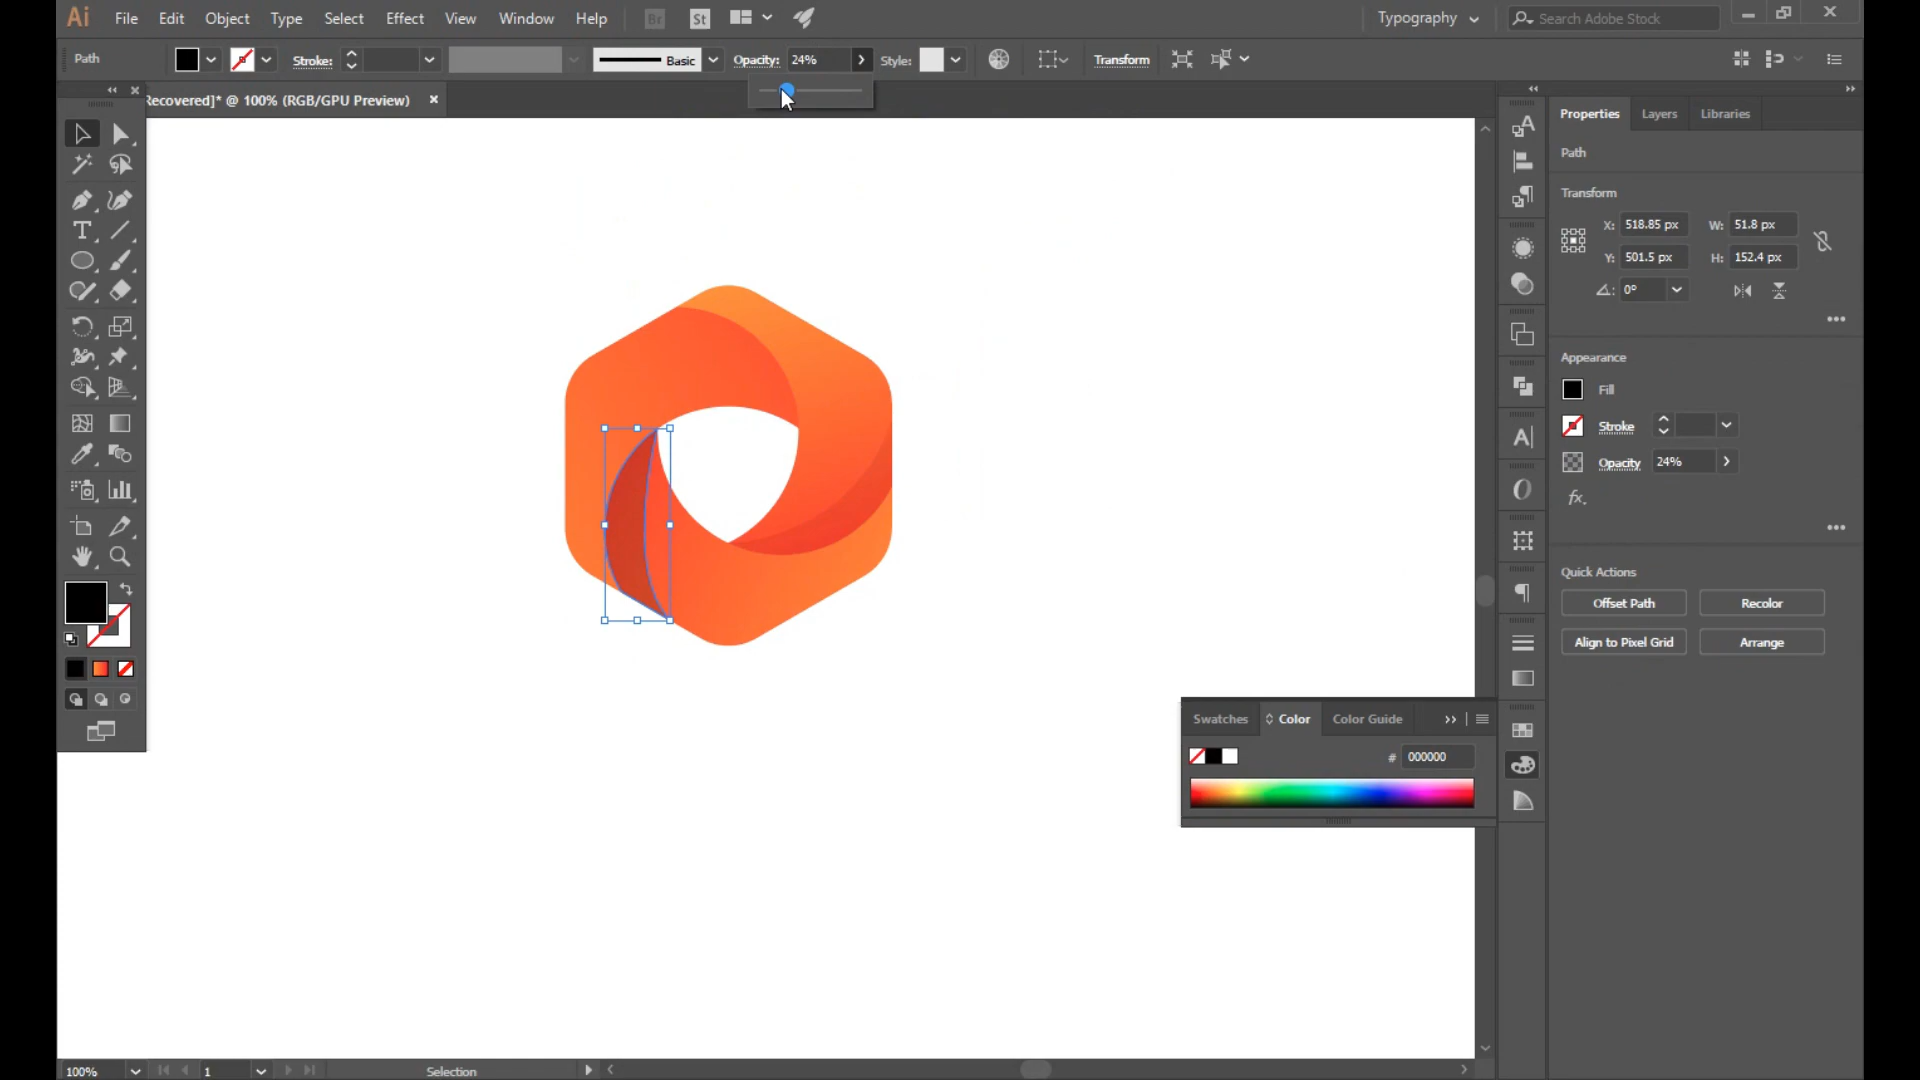 Ai File Edit Object Type Select Effect View Window Help Br St Typography Search Adobe Stock
Path Stroke: Basic Opacity: 24% Style: Transform
Recovered]* @ 100% (RGB/GPU Preview)
Properties Layers Libraries
Path
Transform
X: 518.85 px W: 51.8 px
Y: 501.5 px H: 152.4 px
0°
Appearance
Fill
Stroke
Opacity 24%
fx.
Quick Actions
Offset Path Recolor
Align to Pixel Grid Arrange
Swatches Color Color Guide
# 000000
100% 1 Selection